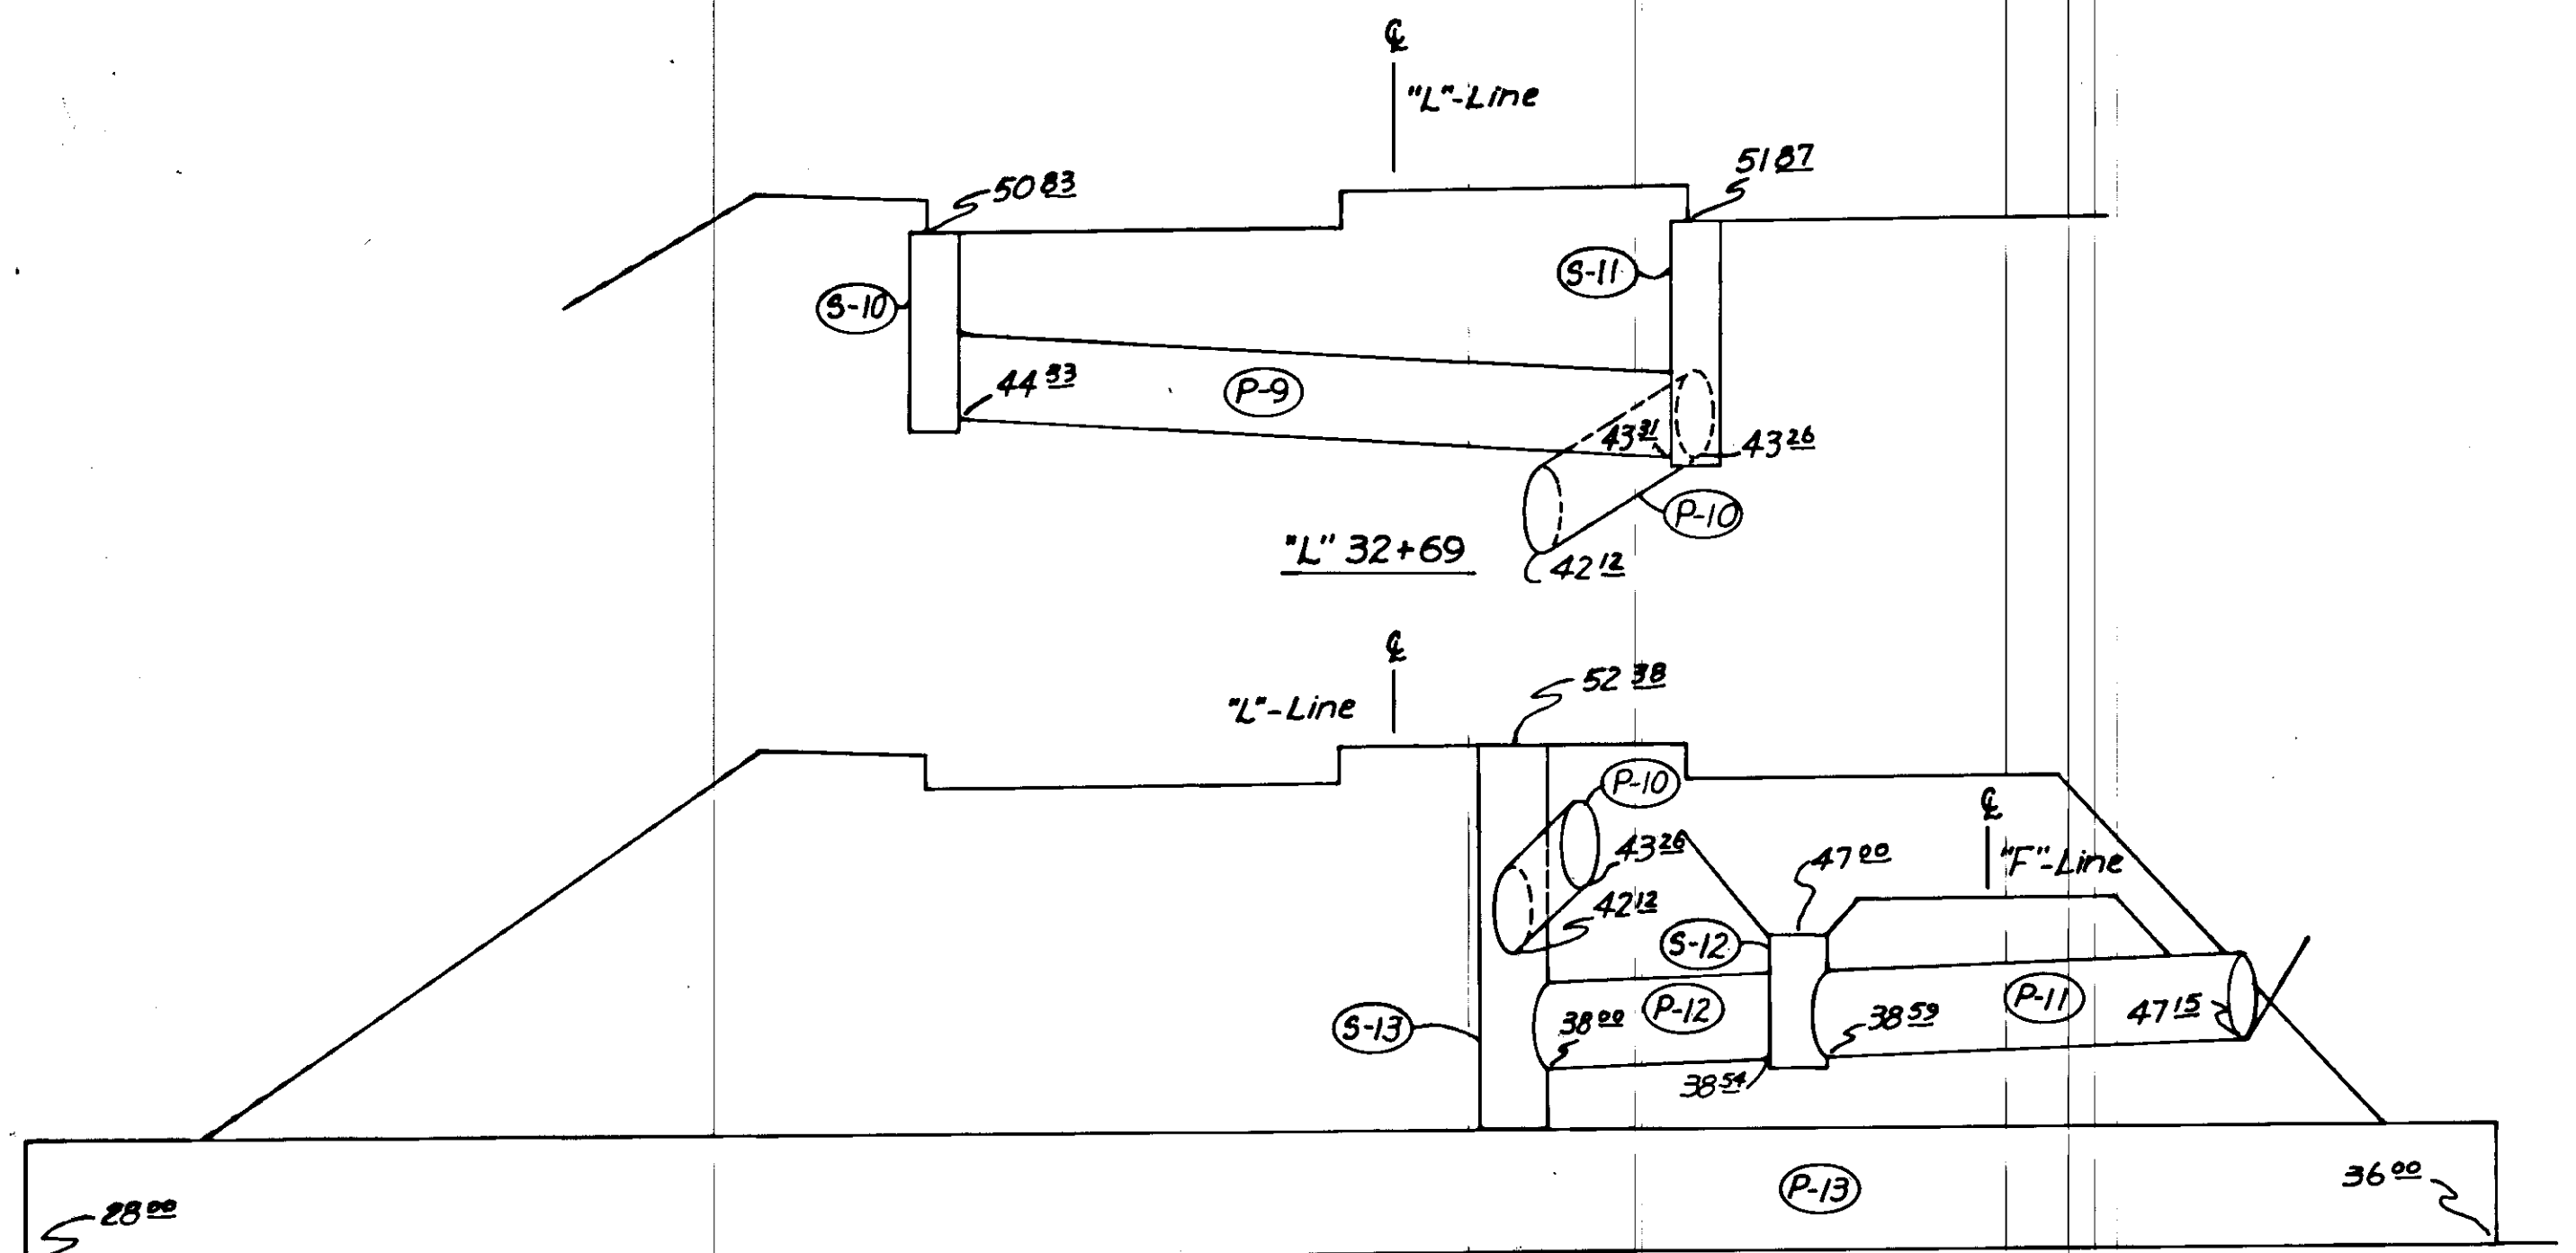 ℄
"L"-Line
50 83
51 87
S-10
S-11
44 33
P-9
43 31
43 26
P-10
"L" 32+69
42 12
℄
"L"-Line
52 38
P-10
43 26
42 12
47 00
℄
"F"-Line
S-12
S-13
38 00
P-12
38 54
38 59
P-11
47 15
P-13
28 00
36 00